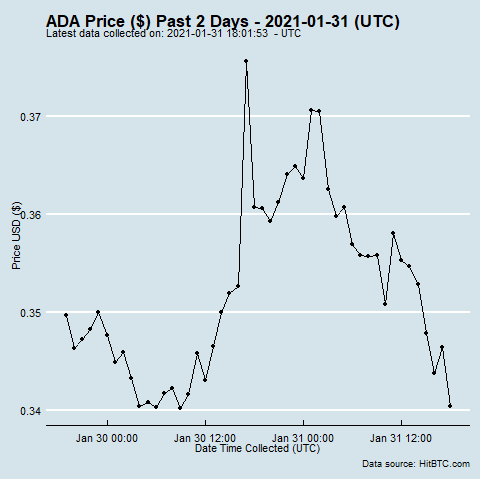 ADA Price ($) Past 2 Days - 2021-01-31 (UTC)
Latest data collected on: 2021-01-31 18:01:53 - UTC
0.37
0.36
0.35
0.34
Price USD ($)
Jan 30 00:00
Jan 30 12:00
Jan 31 00:00
Jan 31 12:00
Date Time Collected (UTC)
Data source: HitBTC.com